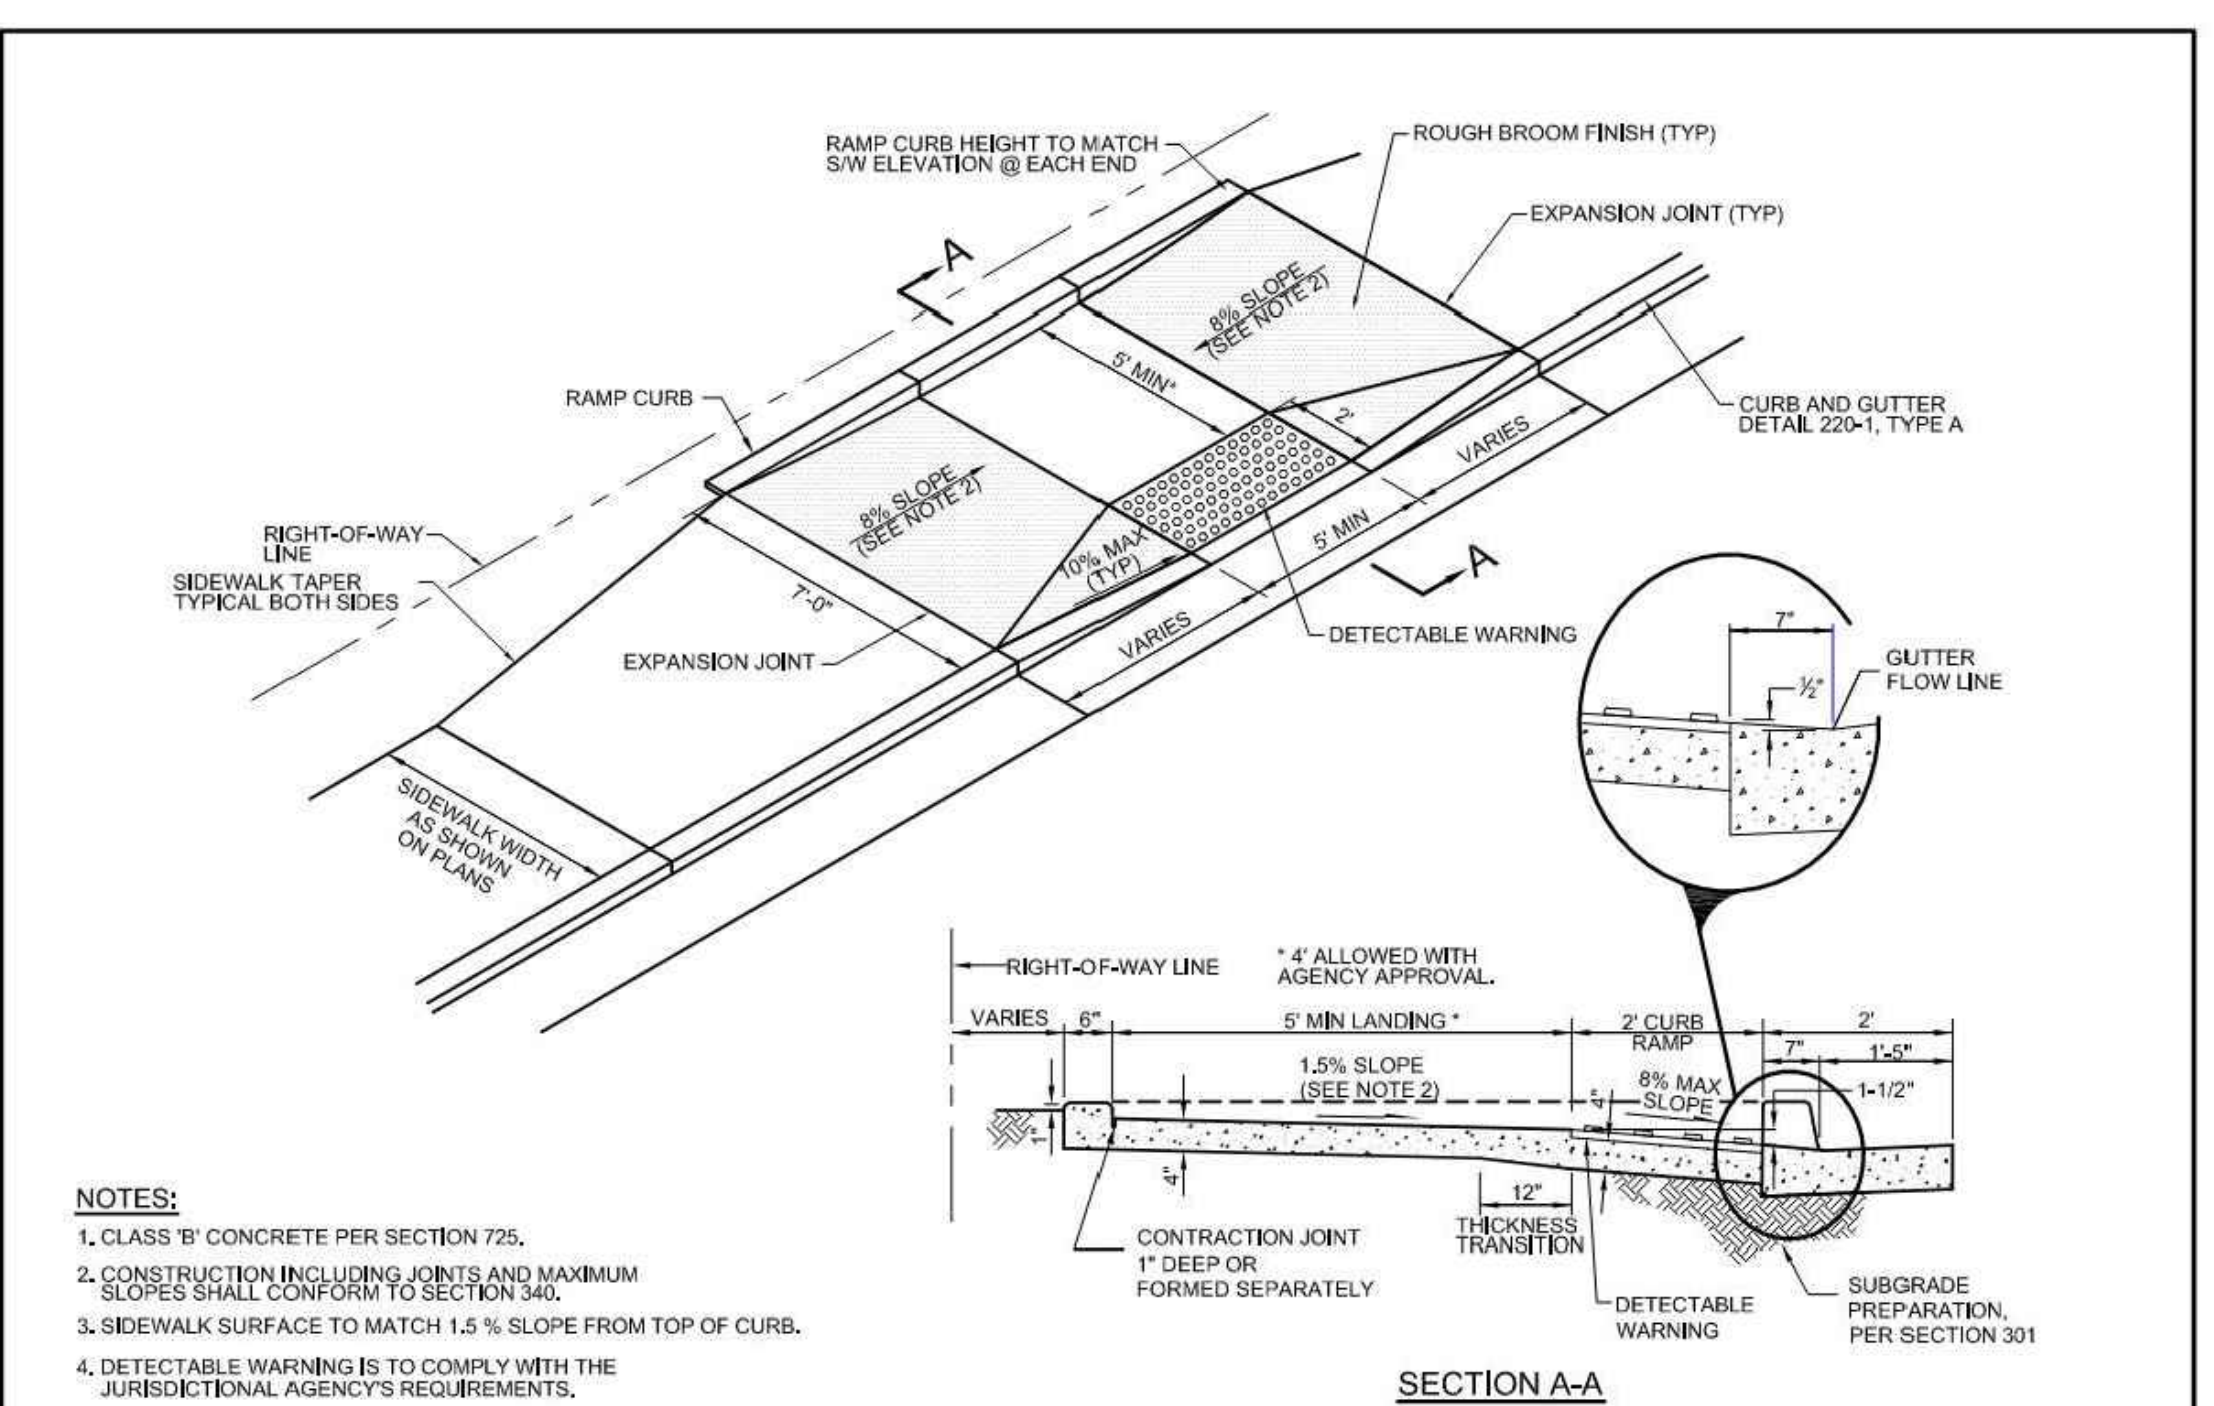 RAMP CURB HEIGHT TO MATCH
S/W ELEVATION @ EACH END
ROUGH BROOM FINISH (TYP)
EXPANSION JOINT (TYP)
A
8% SLOPE
(SEE NOTE 2)
5' MIN*
RAMP CURB
2'
VARIES
CURB AND GUTTER
DETAIL 220-1, TYPE A
8% SLOPE
(SEE NOTE 2)
RIGHT-OF-WAY
LINE
SIDEWALK TAPER
TYPICAL BOTH SIDES
10% MAX
(TYP)
5' MIN
A
7'-0"
VARIES
DETECTABLE WARNING
EXPANSION JOINT
7"
GUTTER
FLOW LINE
½"
SIDEWALK WIDTH
AS SHOWN
ON PLANS
RIGHT-OF-WAY LINE
* 4' ALLOWED WITH
AGENCY APPROVAL.
VARIES
6"
5' MIN LANDING *
2' CURB
RAMP
2'
7"
1'-5"
1.5% SLOPE
(SEE NOTE 2)
8% MAX
SLOPE
4"
1-1/2"
1"
4"
12"
THICKNESS
TRANSITION
CONTRACTION JOINT
1" DEEP OR
FORMED SEPARATELY
DETECTABLE
WARNING
SUBGRADE
PREPARATION,
PER SECTION 301
SECTION A-A
NOTES:
1. CLASS 'B' CONCRETE PER SECTION 725.
2. CONSTRUCTION INCLUDING JOINTS AND MAXIMUM
SLOPES SHALL CONFORM TO SECTION 340.
3. SIDEWALK SURFACE TO MATCH 1.5 % SLOPE FROM TOP OF CURB.
4. DETECTABLE WARNING IS TO COMPLY WITH THE
JURISDICTIONAL AGENCY'S REQUIREMENTS.